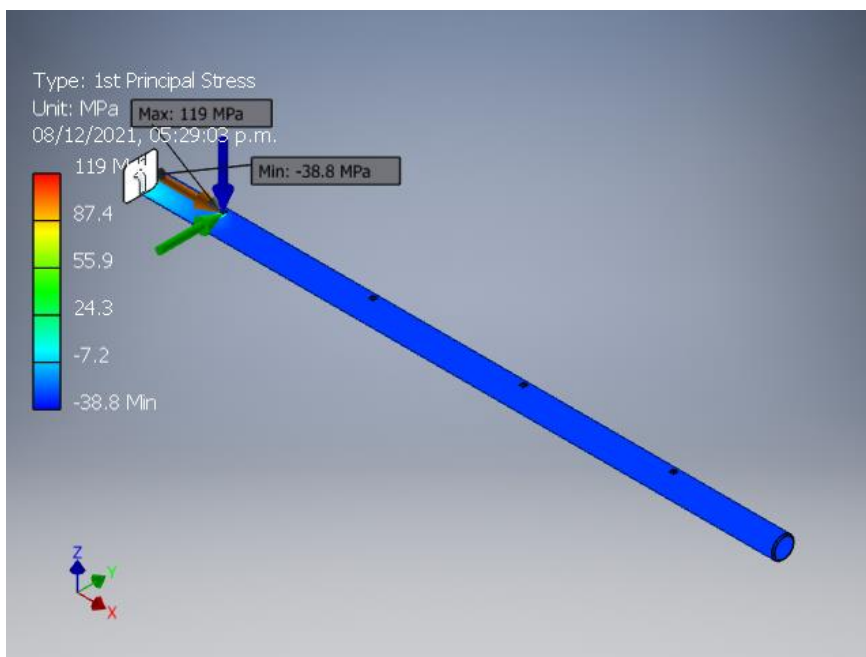 Type: 1st Principal Stress
Unit: MPa
Max: 119 MPa
08/12/2021, 05:29:03 p.m.
Min: -38.8 MPa
119
87.4
55.9
24.3
-7.2
-38.8 Min
Z
Y
X